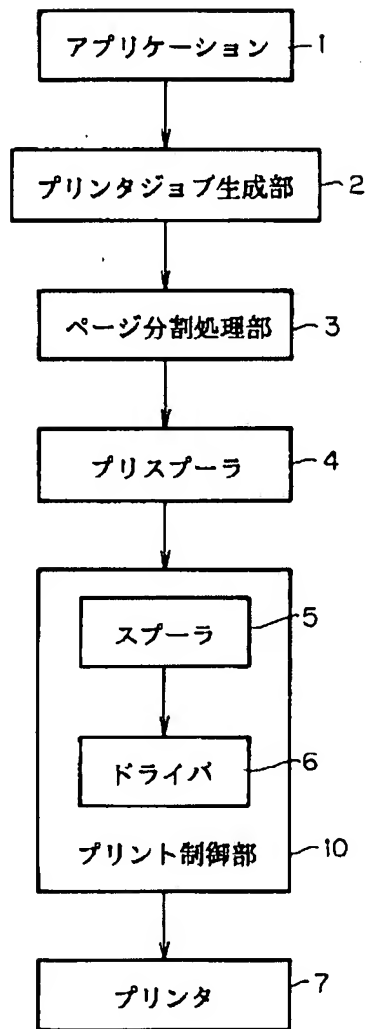 アプリケーション 1
プリンタジョブ生成部 2
ページ分割処理部 3
プリスプーラ 4
スプーラ 5
ドライバ 6
プリント制御部 10
プリンタ 7